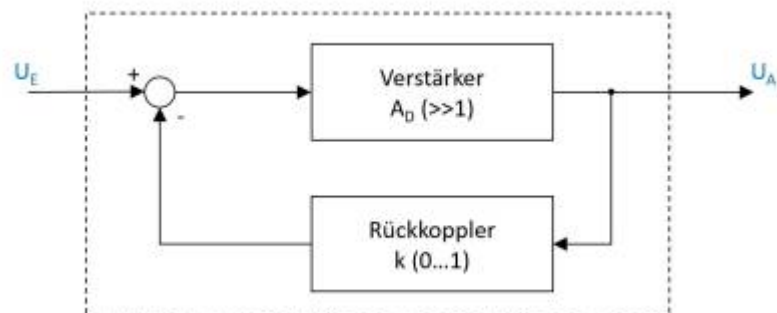 U_E
+
-
Verstärker
A_D (>>1)
U_A
Rückkoppler
k (0...1)